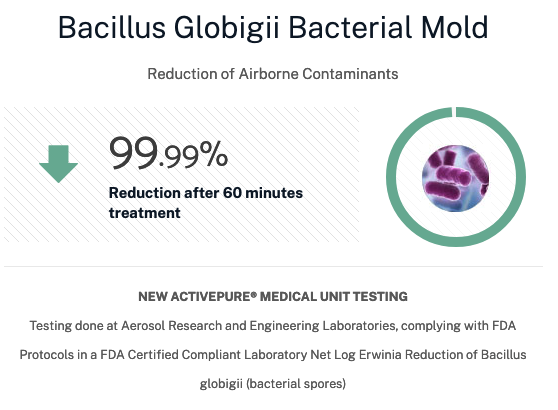 Bacillus Globigii Bacterial Mold
Reduction of Airborne Contaminants
99.99%
Reduction after 60 minutes
treatment
NEW ACTIVEPURE® MEDICAL UNIT TESTING
Testing done at Aerosol Research and Engineering Laboratories, complying with FDA
Protocols in a FDA Certified Compliant Laboratory Net Log Erwinia Reduction of Bacillus
globigii (bacterial spores)